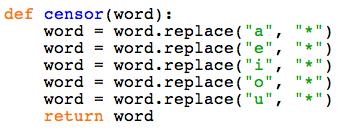 def censor(word):
    word = word.replace("a", "*")
    word = word.replace("e", "*")
    word = word.replace("i", "*")
    word = word.replace("o", "*")
    word = word.replace("u", "*")
    return word